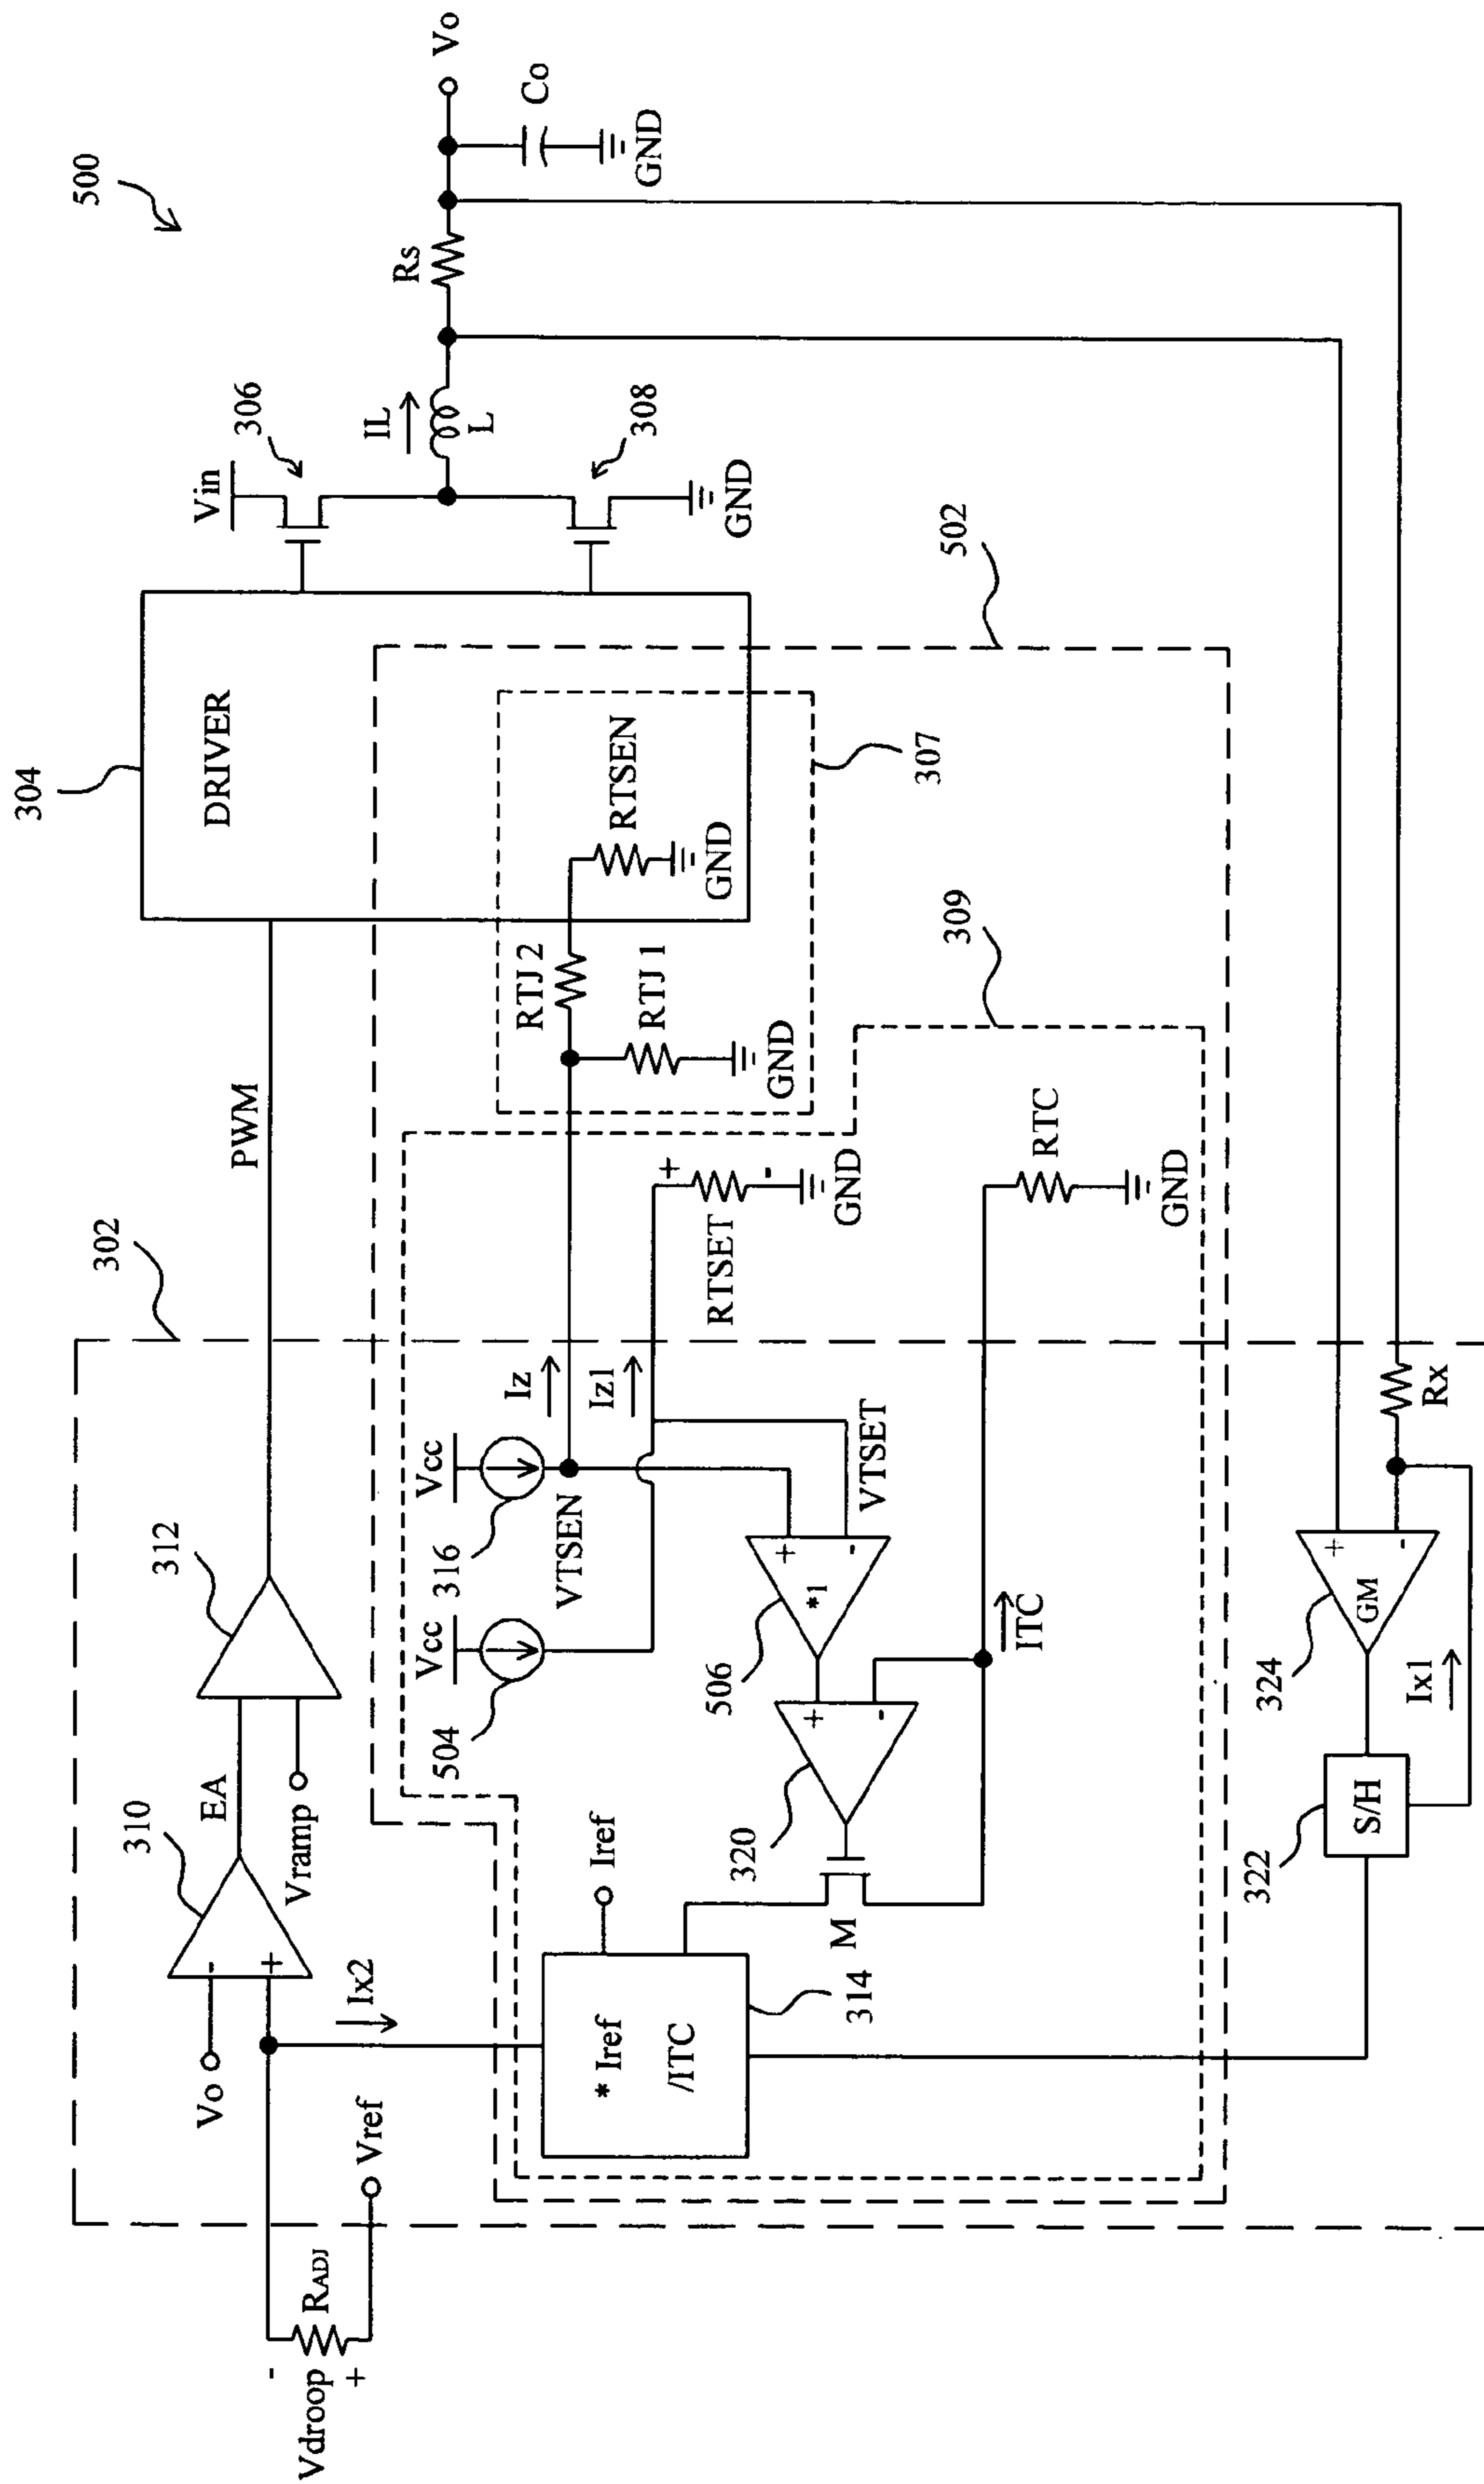 500
304
DRIVER
306
Vin
IL
L
308
GND
Rs
Vo
Co
GND
302
PWM
312
310
EA
Vramp
Vo
Ix2
Vref
RADJ
-
Vdroop
+
-
+
502
307
RTJ 2
RTSEN
GND
RTJ 1
GND
309
Vcc
316
VTSEN
Iz
Iz1
Vcc
504
RTSET
+
-
GND
RTC
GND
VTSET
506
+
-
*1
320
+
-
ITC
M
Iref
* Iref
/ITC
314
324
+
-
GM
Rx
Ix1
322
S/H